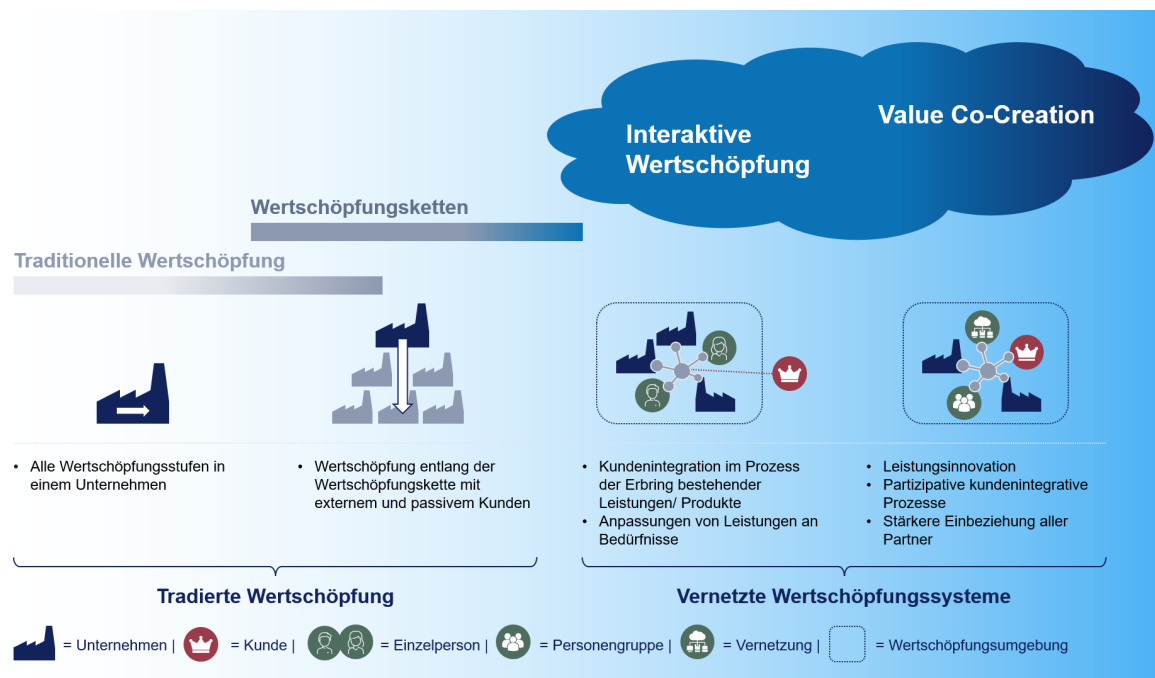 Value Co-Creation
Interaktive
Wertschöpfung
Wertschöpfungsketten
Traditionelle Wertschöpfung
• Alle Wertschöpfungsstufen in
einem Unternehmen
• Wertschöpfung entlang der
Wertschöpfungskette mit
externem und passivem Kunden
• Kundenintegration im Prozess
der Erbring bestehender
Leistungen/ Produkte
• Anpassungen von Leistungen an
Bedürfnisse
• Leistungsinnovation
• Partizipative kundenintegrative
Prozesse
• Stärkere Einbeziehung aller
Partner
Tradierte Wertschöpfung
Vernetzte Wertschöpfungssysteme
= Unternehmen | = Kunde | = Einzelperson | = Personengruppe | = Vernetzung | = Wertschöpfungsumgebung